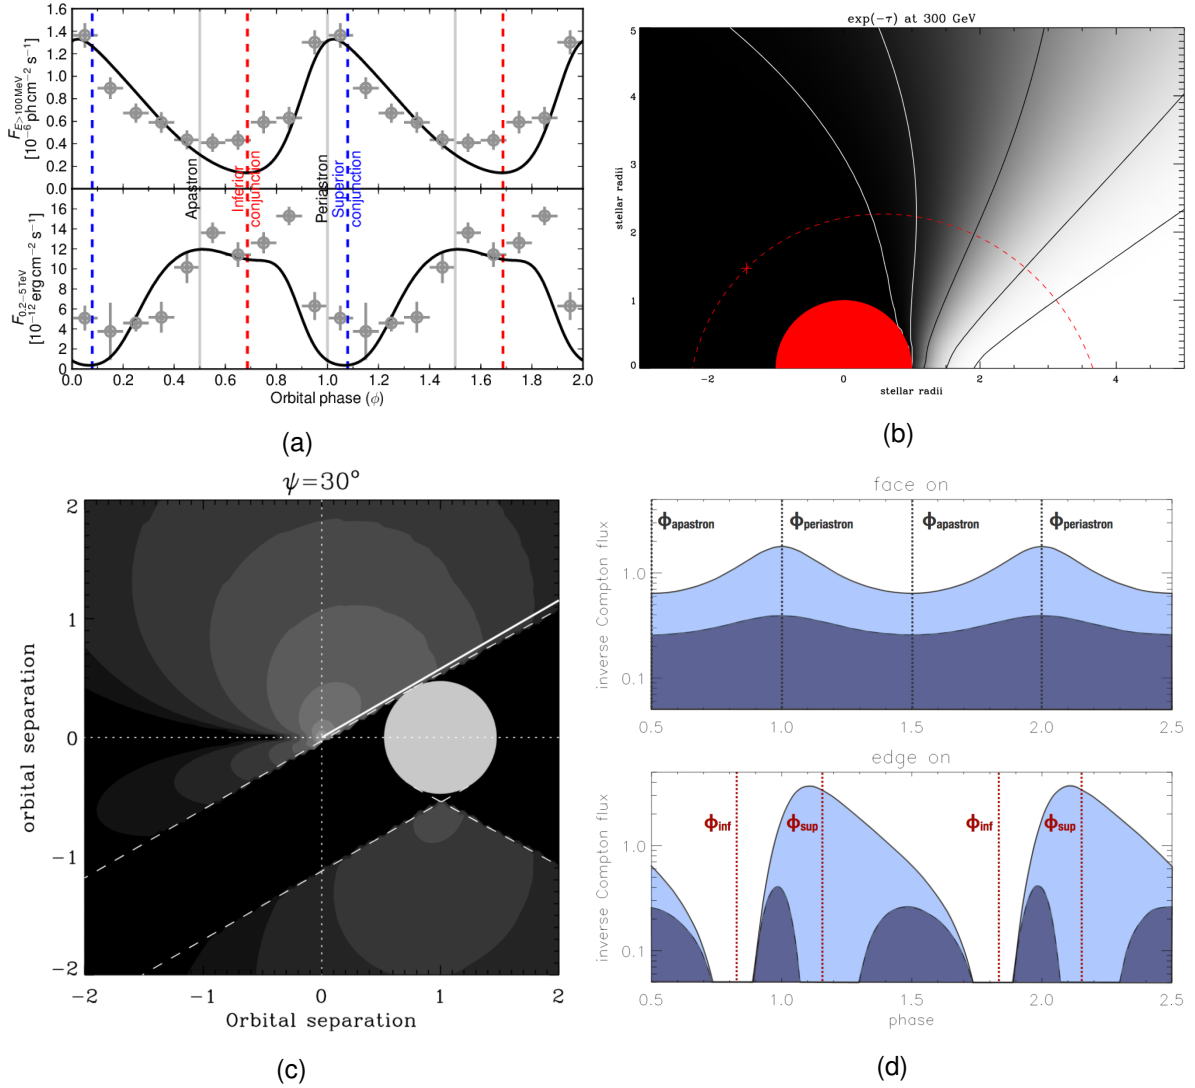 1.6
1.4
1.2
1.0
0.8
0.6
0.4
0.2
0.0
F_E>100MeV
[10⁻⁶ ph cm⁻² s⁻¹]
16
14
12
10
8
6
4
2
0
F_0.2−5TeV
[10⁻¹² erg cm⁻² s⁻¹]
Apastron
Inferior
conjunction
Periastron
Superior
conjunction
0.0 0.2 0.4 0.6 0.8 1.0 1.2 1.4 1.6 1.8 2.0
Orbital phase (ϕ)
(a)
exp(−τ) at 300 GeV
5
4
3
2
1
0
stellar radii
−2 0 2 4
stellar radii
(b)
ψ=30°
2
1
0
−1
−2
orbital separation
−2 −1 0 1 2
Orbital separation
(c)
face on
Φapastron Φperiastron Φapastron Φperiastron
1.0
0.1
inverse Compton flux
0.5 1.0 1.5 2.0 2.5
edge on
Φinf Φsup Φinf Φsup
1.0
0.1
inverse Compton flux
0.5 1.0 1.5 2.0 2.5
phase
(d)